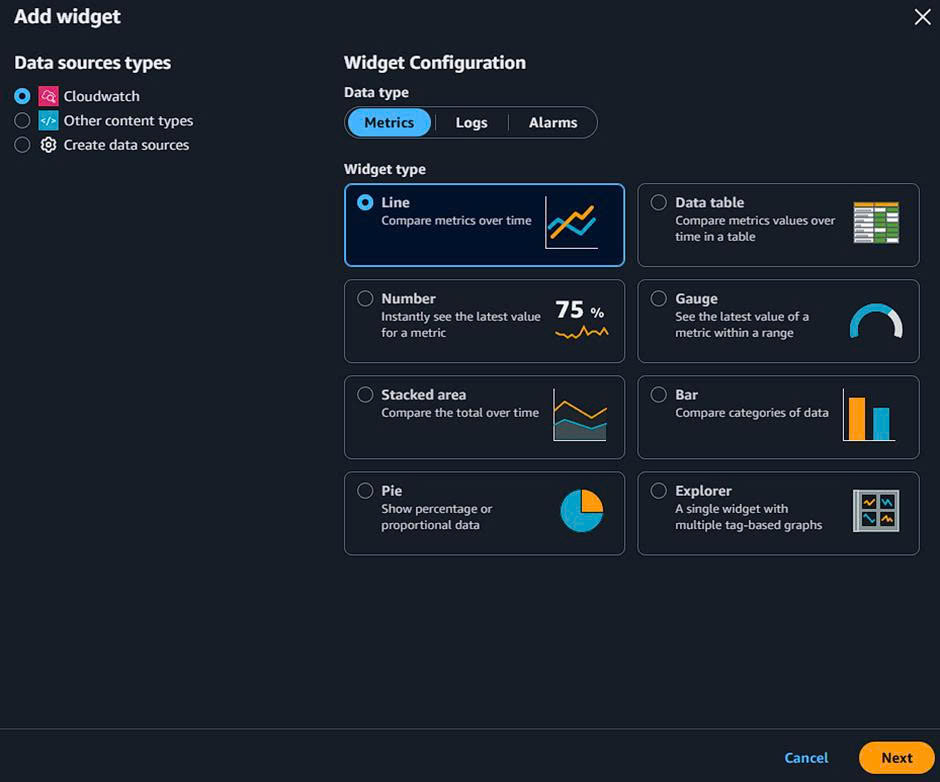 Add widget
Data sources types
Cloudwatch
</> Other content types
Create data sources
Widget Configuration
Data type
Metrics
Logs
Alarms
Widget type
Line
Compare metrics over time
Data table
Compare metrics values over
time in a table
Number
Instantly see the latest value
for a metric
75 %
Gauge
See the latest value of a
metric within a range
Stacked area
Compare the total over time
Bar
Compare categories of data
Pie
Show percentage or
proportional data
Explorer
A single widget with
multiple tag-based graphs
Cancel
Next